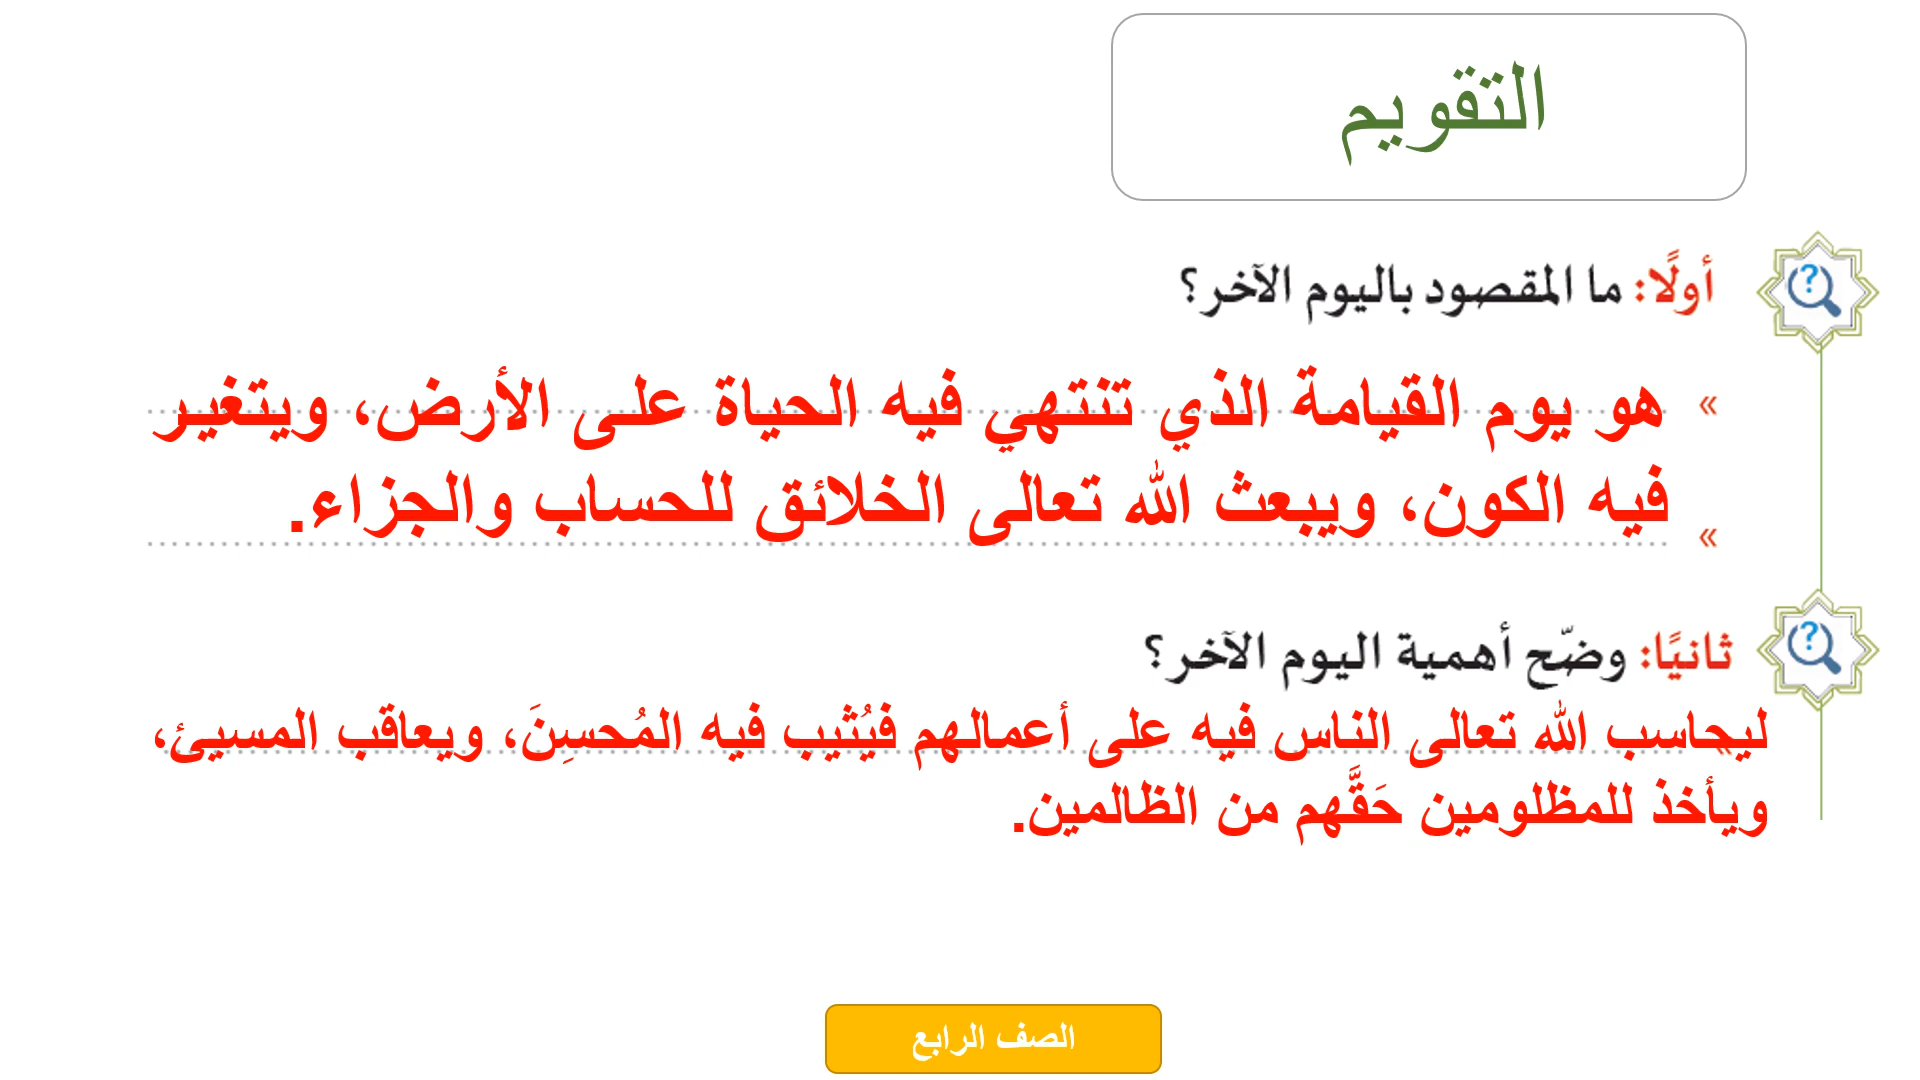 التقويم
أولًا: ما المقصود باليوم الآخر؟
» هو يوم القيامة الذي تنتهي فيه الحياة على الأرض، ويتغير
» فيه الكون، ويبعث الله تعالى الخلائق للحساب والجزاء.
ثانيًا: وضّح أهمية اليوم الآخر؟
ليحاسب الله تعالى الناس فيه على أعمالهم فيُثيب فيه المُحسِنَ، ويعاقب المسيئ،
ويأخذ للمظلومين حَقَّهم من الظالمين.
الصف الرابع